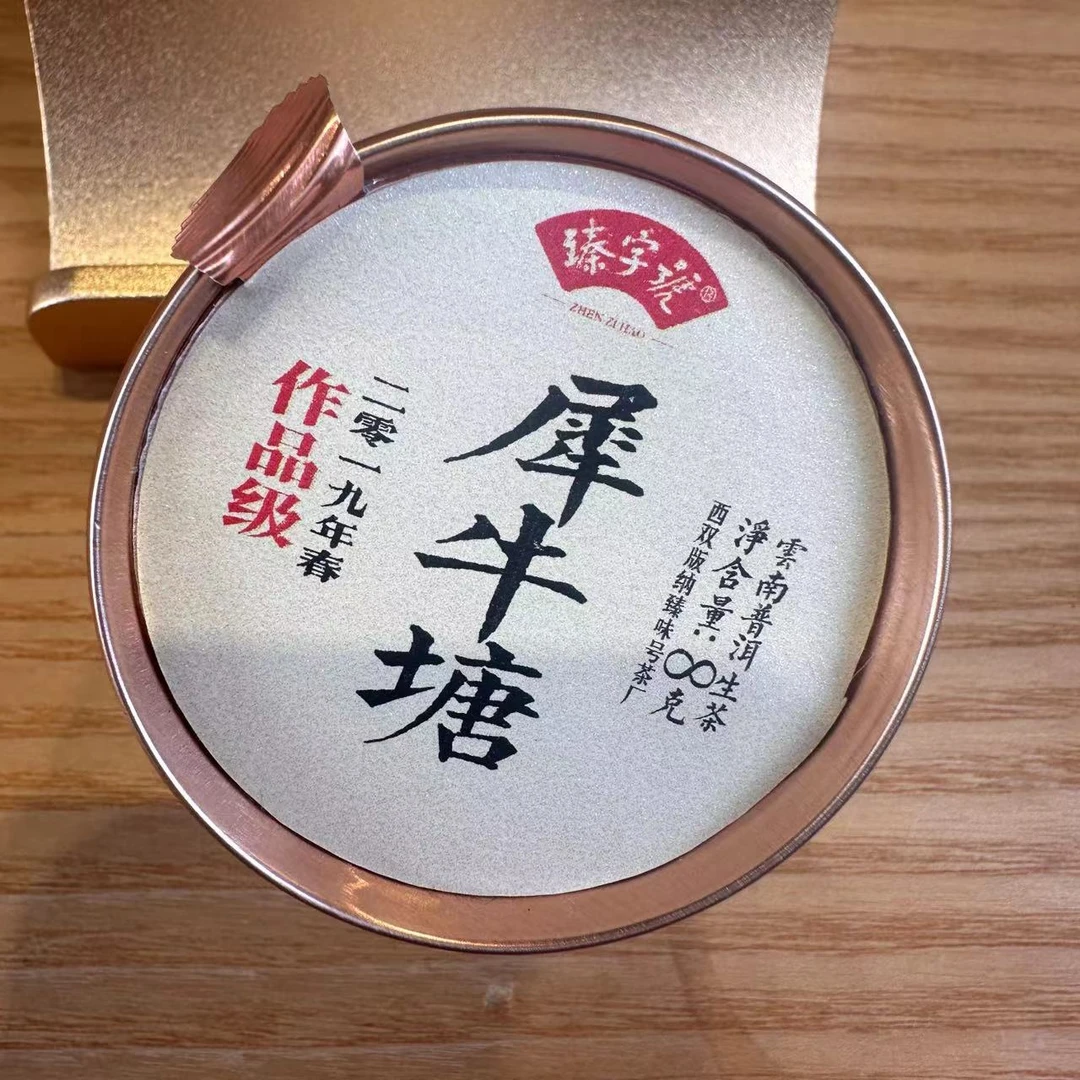 臻字號
ZHEN ZI HAO
雲南普洱生茶
淨含量:8克
西双版纳臻味号茶厂
犀牛塘
二零一九年春
作品级